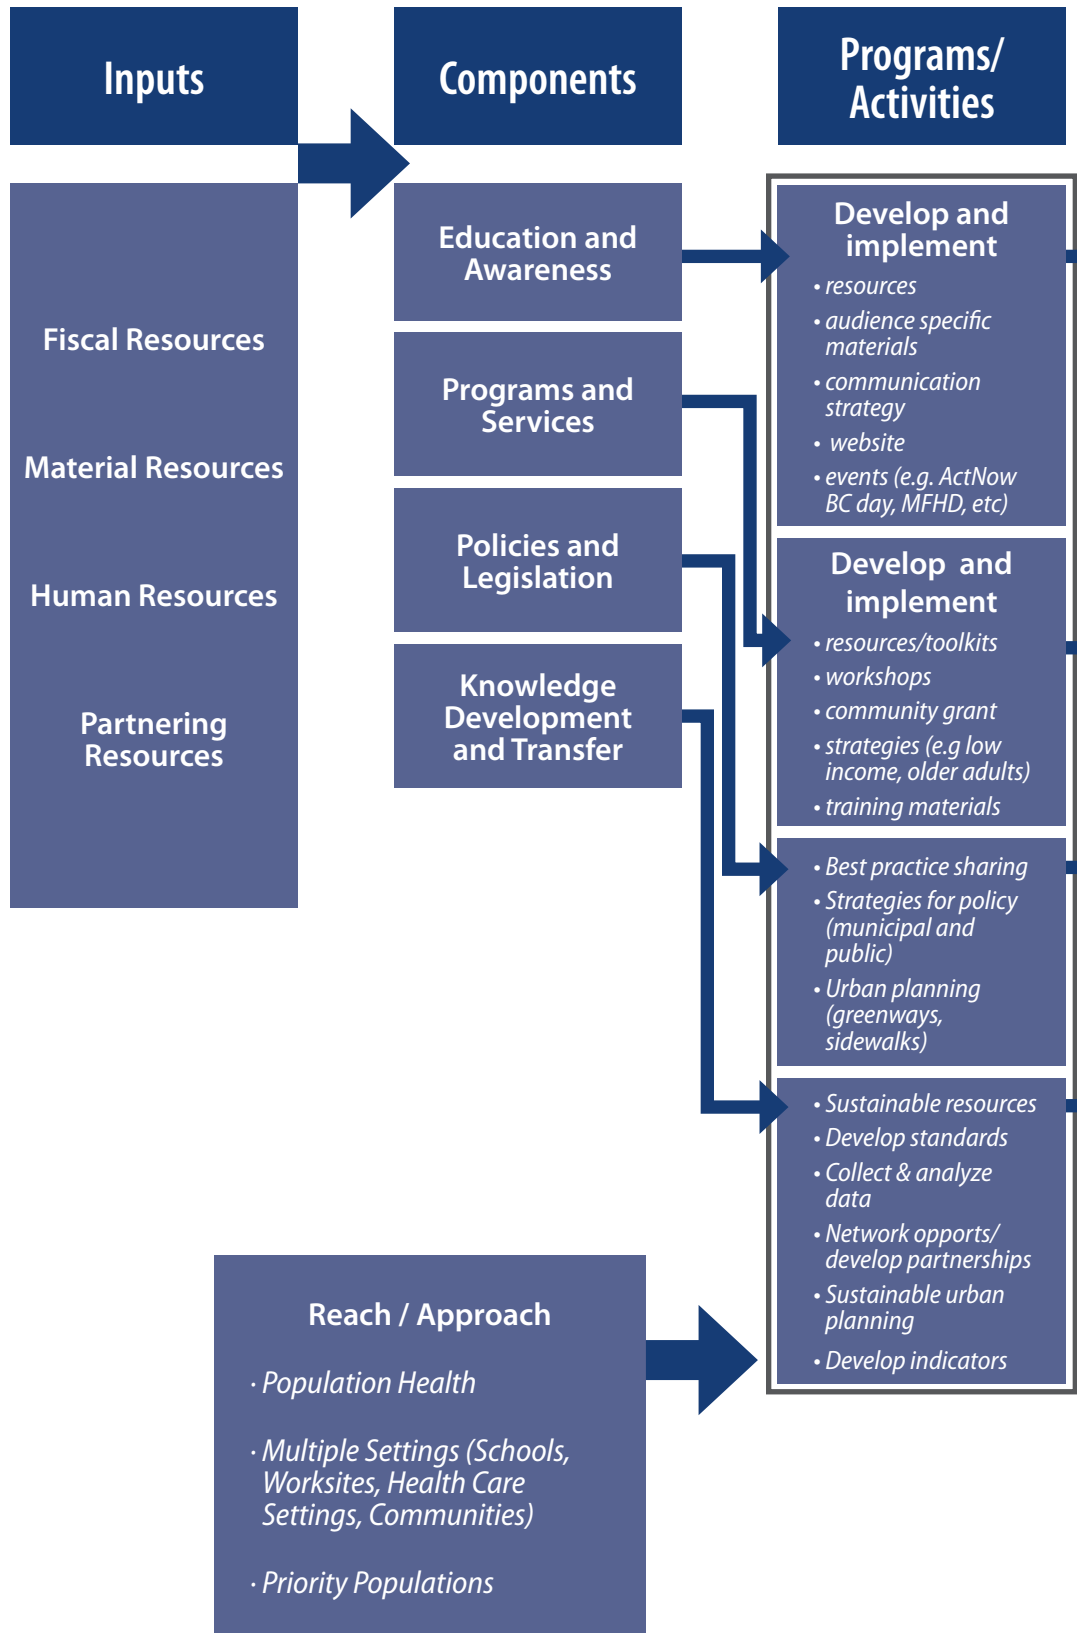 Inputs
Fiscal Resources
Material Resources
Human Resources
Partnering
Resources
Components
Education and
Awareness
Programs and
Services
Policies and
Legislation
Knowledge
Development
and Transfer
Programs/
Activities
Develop and
implement
• resources
• audience specific
materials
• communication
strategy
• website
• events (e.g. ActNow
BC day, MFHD, etc)
Develop and
implement
• resources/toolkits
• workshops
• community grant
• strategies (e.g low
income, older adults)
• training materials
• Best practice sharing
• Strategies for policy
(municipal and
public)
• Urban planning
(greenways,
sidewalks)
• Sustainable resources
• Develop standards
• Collect & analyze
data
• Network opports/
develop partnerships
• Sustainable urban
planning
• Develop indicators
Reach / Approach
· Population Health
· Multiple Settings (Schools,
Worksites, Health Care
Settings, Communities)
· Priority Populations